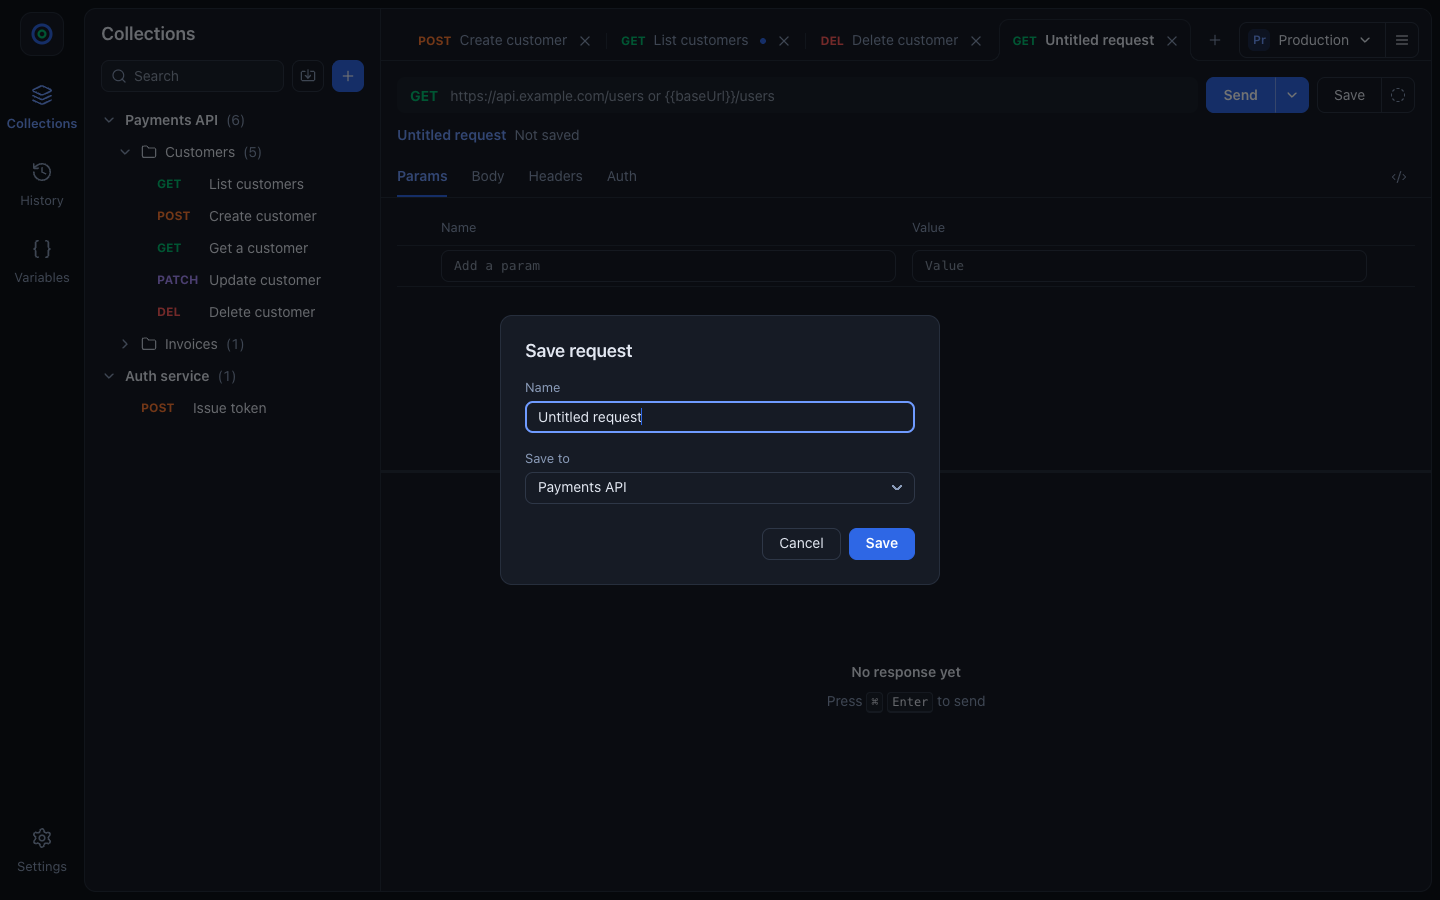 Collections
History
Variables
Settings
Collections
Search
Payments API (6)
Customers (5)
GET List customers
POST Create customer
GET Get a customer
PATCH Update customer
DEL Delete customer
Invoices (1)
Auth service (1)
POST Issue token
POST Create customer
GET List customers
DEL Delete customer
GET Untitled request
Pr Production
GET https://api.example.com/users or {{baseUrl}}/users
Send
Save
Untitled request Not saved
Params Body Headers Auth
Name Value
Add a param Value
Save request
Name
Untitled request
Save to
Payments API
Cancel Save
No response yet
Press ⌘ Enter to send